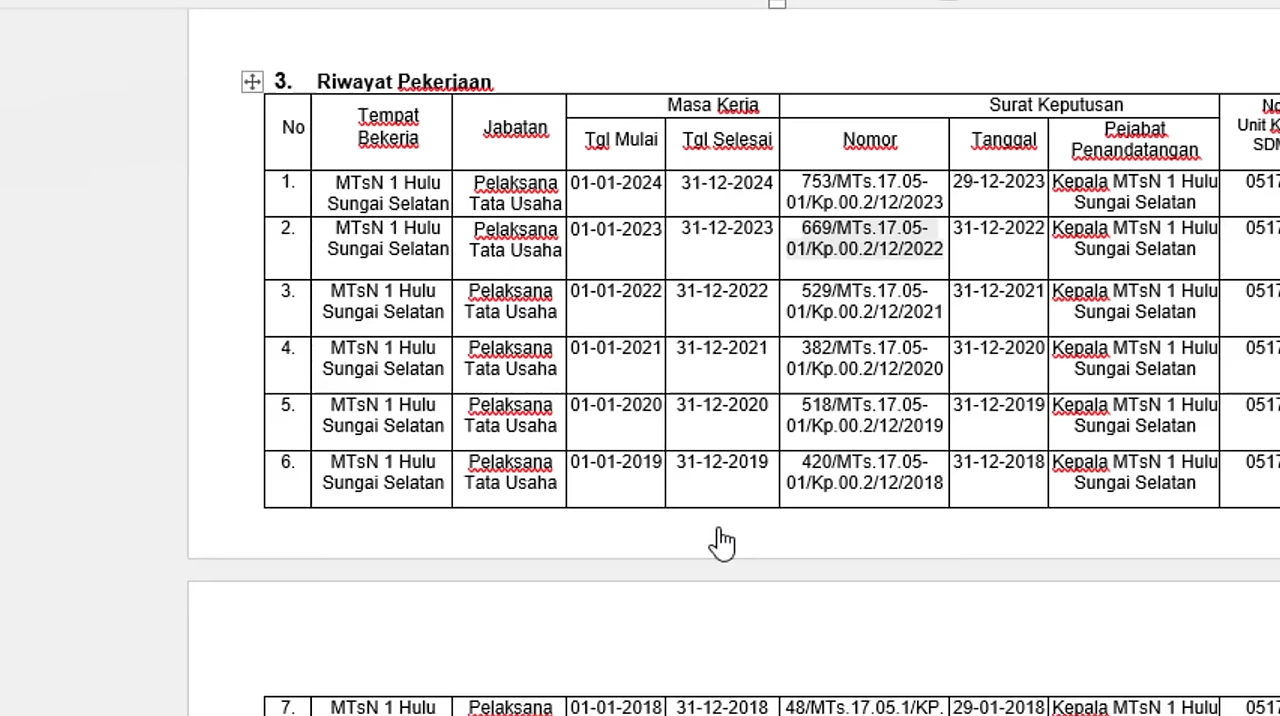 3. Riwayat Pekerjaan
No Tempat Bekerja Jabatan Masa Kerja Surat Keputusan
Tgl Mulai Tgl Selesai Nomor Tanggal Pejabat Penandatangan
1. MTsN 1 Hulu Pelaksana 01-01-2024 31-12-2024 753/MTs.17.05- 29-12-2023 Kepala MTsN 1 Hulu 0517
Sungai Selatan Tata Usaha 01/Kp.00.2/12/2023 Sungai Selatan
2. MTsN 1 Hulu Pelaksana 01-01-2023 31-12-2023 669/MTs.17.05- 31-12-2022 Kepala MTsN 1 Hulu 0517
Sungai Selatan Tata Usaha 01/Kp.00.2/12/2022 Sungai Selatan
3. MTsN 1 Hulu Pelaksana 01-01-2022 31-12-2022 529/MTs.17.05- 31-12-2021 Kepala MTsN 1 Hulu 0517
Sungai Selatan Tata Usaha 01/Kp.00.2/12/2021 Sungai Selatan
4. MTsN 1 Hulu Pelaksana 01-01-2021 31-12-2021 382/MTs.17.05- 31-12-2020 Kepala MTsN 1 Hulu 0517
Sungai Selatan Tata Usaha 01/Kp.00.2/12/2020 Sungai Selatan
5. MTsN 1 Hulu Pelaksana 01-01-2020 31-12-2020 518/MTs.17.05- 31-12-2019 Kepala MTsN 1 Hulu 0517
Sungai Selatan Tata Usaha 01/Kp.00.2/12/2019 Sungai Selatan
6. MTsN 1 Hulu Pelaksana 01-01-2019 31-12-2019 420/MTs.17.05- 31-12-2018 Kepala MTsN 1 Hulu 0517
Sungai Selatan Tata Usaha 01/Kp.00.2/12/2018 Sungai Selatan
7. MTsN 1 Hulu Pelaksana 01-01-2018 31-12-2018 48/MTs.17.05.1/KP. 29-01-2018 Kepala MTsN 1 Hulu 0517